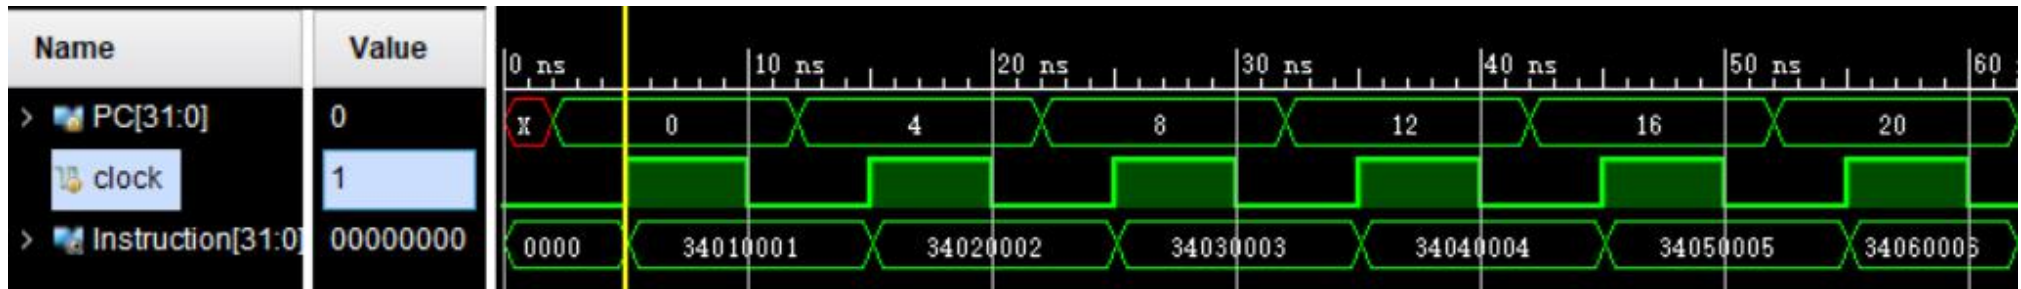 Name Value
0 ns 10 ns 20 ns 30 ns 40 ns 50 ns 60
> PC[31:0] 0 X 0 4 8 12 16 20
clock 1
> Instruction[31:0] 00000000 0000 34010001 34020002 34030003 34040004 34050005 34060006